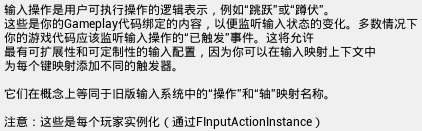 输入操作是用户可执行操作的逻辑表示，例如“跳跃”或“蹲伏”。
这些是你的Gameplay代码绑定的内容，以便监听输入状态的变化。多数情况下
你的游戏代码应该监听输入操作的“已触发”事件。这将允许
最有可扩展性和可定制性的输入配置，因为你可以在输入映射上下文中
为每个键映射添加不同的触发器。
它们在概念上等同于旧版输入系统中的“操作”和“轴”映射名称。
注意：这些是每个玩家实例化（通过FInputActionInstance）